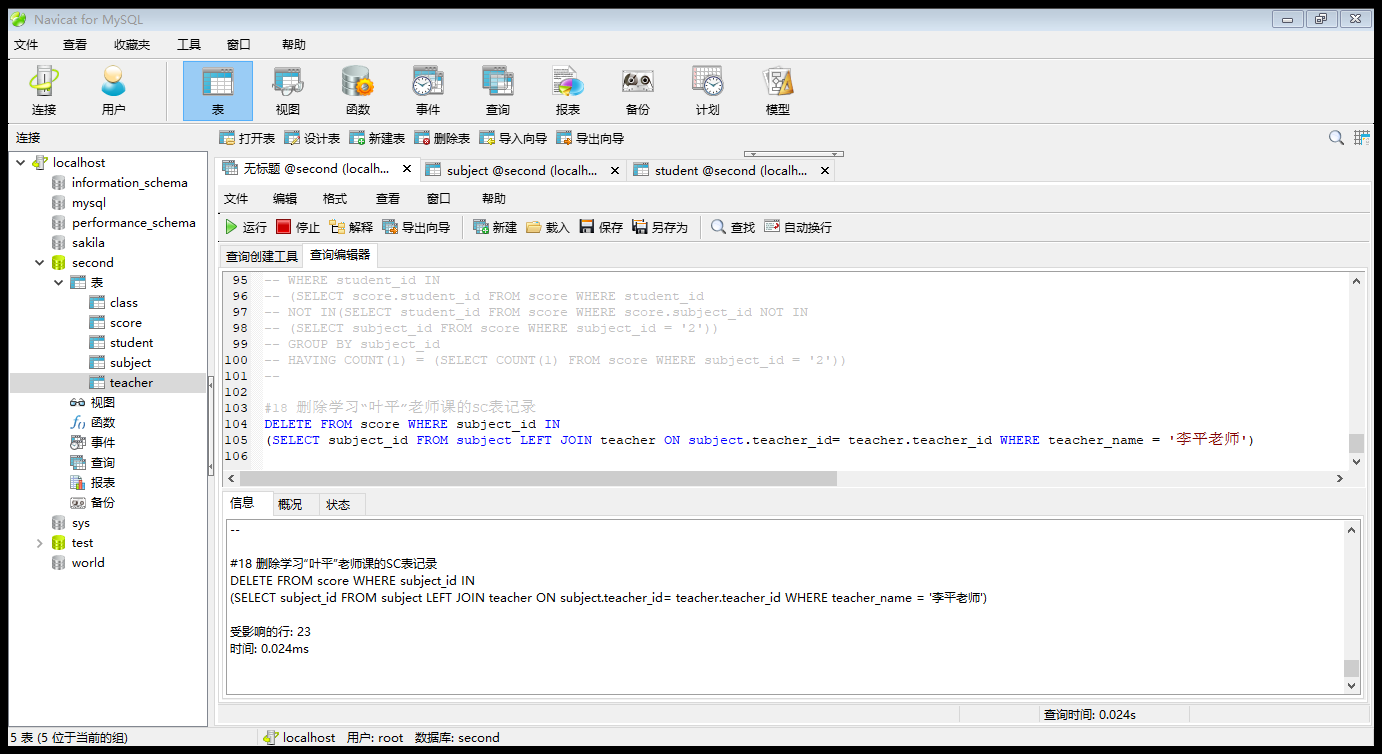 Navicat for MySQL
文件 查看 收藏夹 工具 窗口 帮助
连接 用户 表 视图 函数 事件 查询 报表 备份 计划 模型
连接
打开表 设计表 新建表 删除表 导入向导 导出向导
localhost
information_schema
mysql
performance_schema
sakila
second
表
class
score
student
subject
teacher
视图
函数
事件
查询
报表
备份
sys
test
world
无标题 @second (localh... subject @second (localh... student @second (localh...
文件 编辑 格式 查看 窗口 帮助
运行 停止 解释 导出向导 新建 载入 保存 另存为 查找 自动换行
查询创建工具 查询编辑器
95 -- WHERE student_id IN
96 -- (SELECT score.student_id FROM score WHERE student_id
97 -- NOT IN(SELECT student_id FROM score WHERE score.subject_id NOT IN
98 -- (SELECT subject_id FROM score WHERE subject_id = '2'))
99 -- GROUP BY subject_id
100 -- HAVING COUNT(1) = (SELECT COUNT(1) FROM score WHERE subject_id = '2'))
101 --
102
103 #18 删除学习“叶平”老师课的SC表记录
104 DELETE FROM score WHERE subject_id IN
105 (SELECT subject_id FROM subject LEFT JOIN teacher ON subject.teacher_id= teacher.teacher_id WHERE teacher_name = '李平老师')
106
信息 概况 状态
--
#18 删除学习“叶平”老师课的SC表记录
DELETE FROM score WHERE subject_id IN
(SELECT subject_id FROM subject LEFT JOIN teacher ON subject.teacher_id= teacher.teacher_id WHERE teacher_name = '李平老师')
受影响的行: 23
时间: 0.024ms
查询时间: 0.024s
5 表 (5 位于当前的组) localhost 用户: root 数据库: second